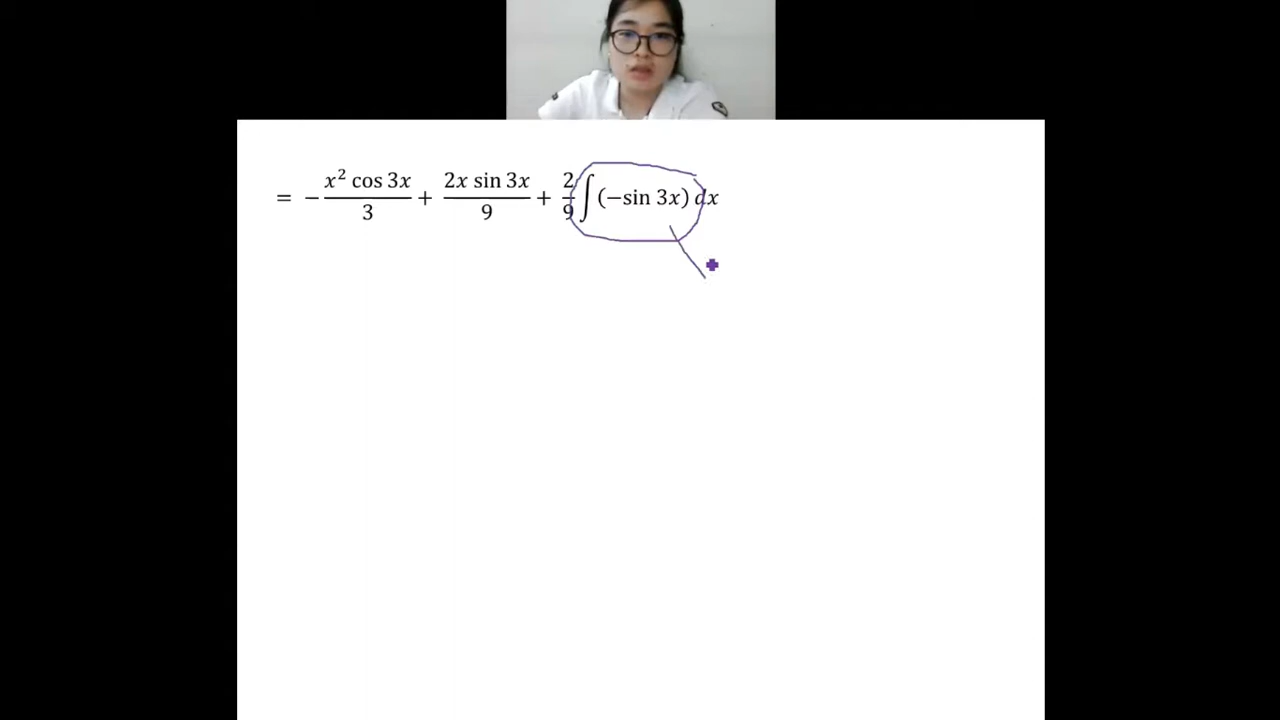 = − x² cos 3x / 3 + 2x sin 3x / 9 + 2/9 ∫ (−sin 3x) dx